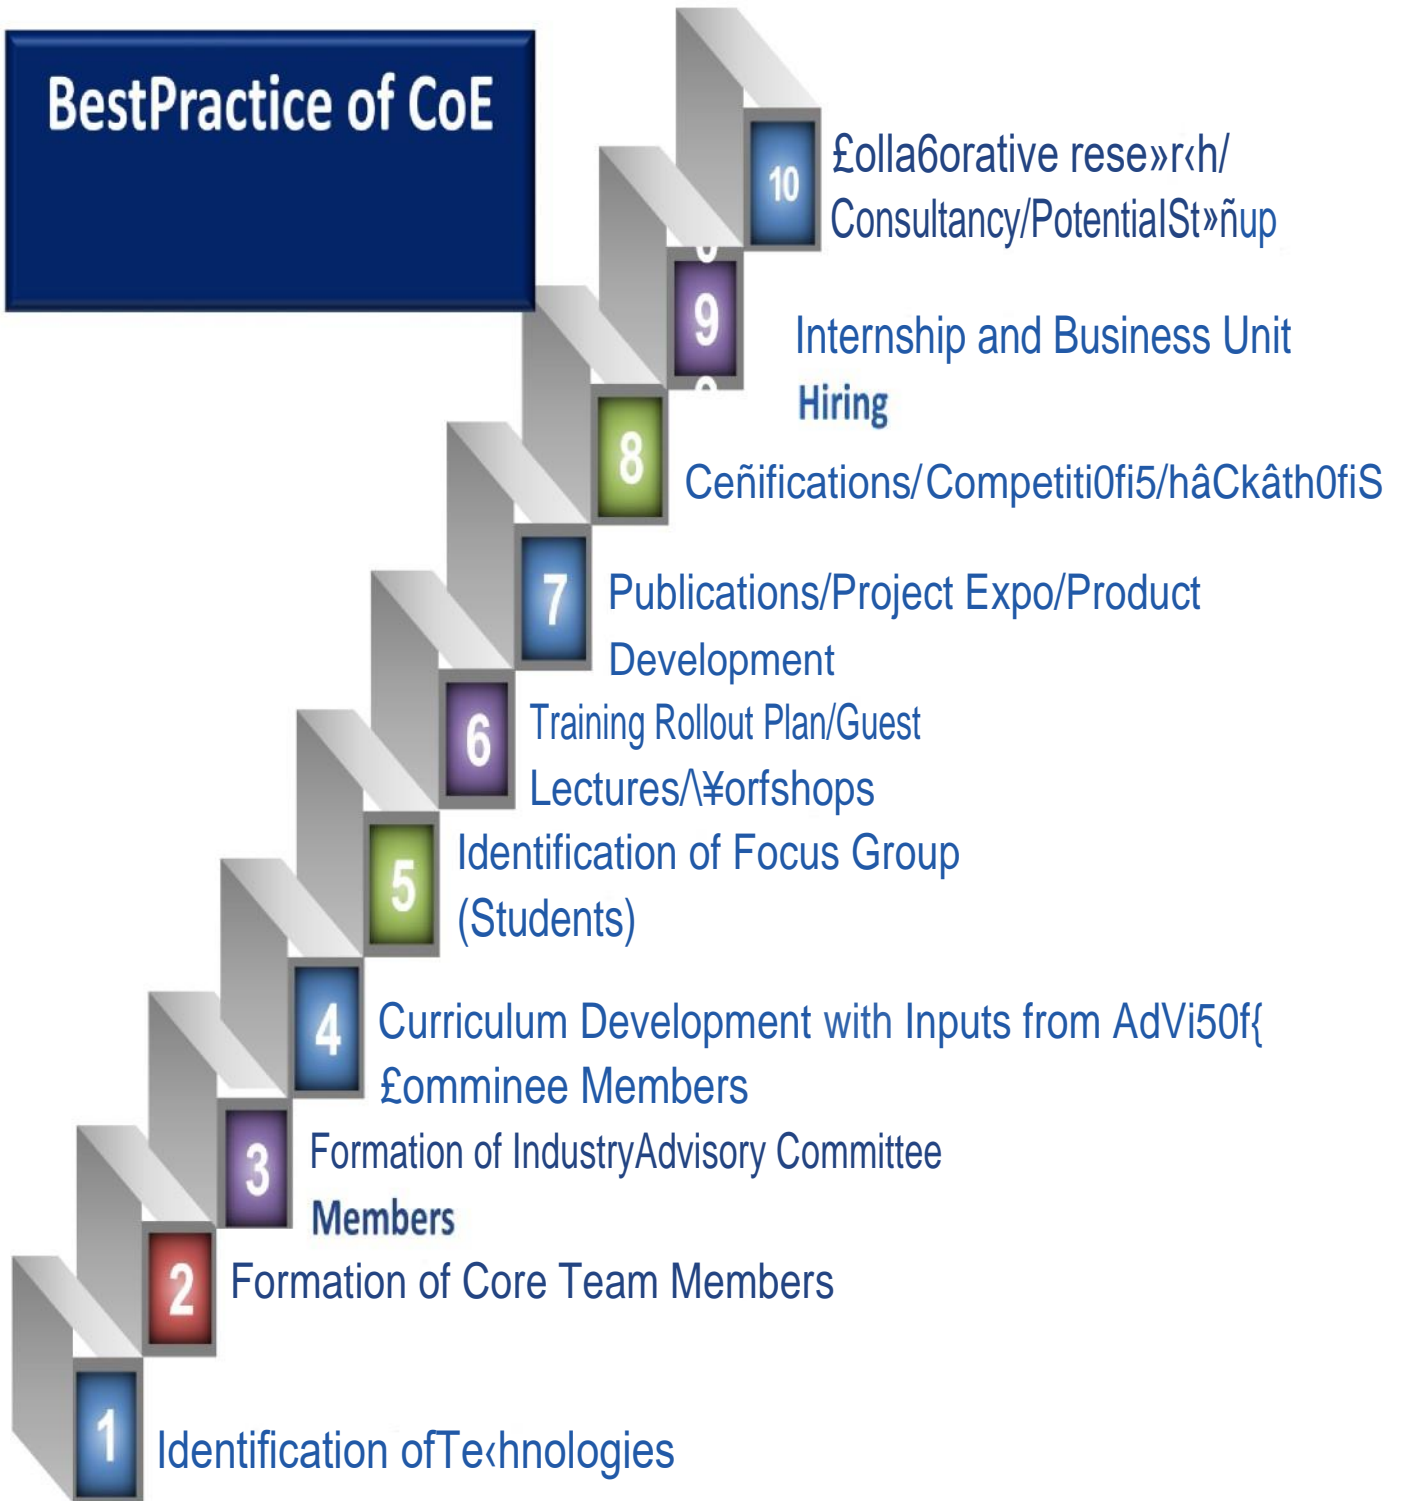 BestPractice of CoE
10
£olla6orative rese»r‹h/
Consultancy/PotentialSt»ñup
9
Internship and Business Unit
Hiring
8
Ceñifications/Competiti0fi5/hâCkâth0fiS
7
Publications/Project Expo/Product
Development
6
Training Rollout Plan/Guest
Lectures/\¥orfshops
5
Identification of Focus Group
(Students)
4
Curriculum Development with Inputs from AdVi50f{
£omminee Members
3
Formation of IndustryAdvisory Committee
Members
2
Formation of Core Team Members
1
Identification ofTe‹hnologies